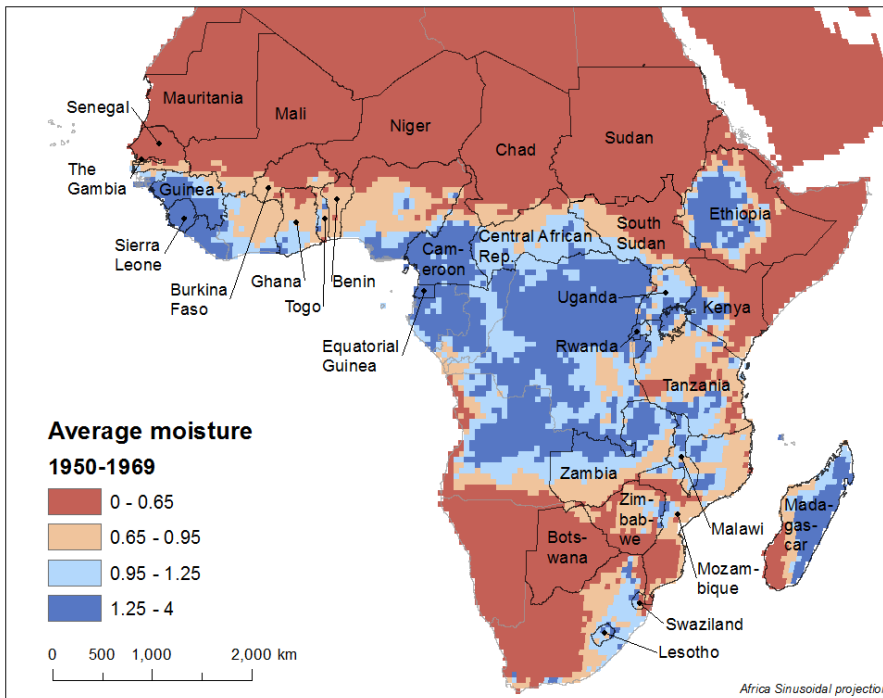 Senegal
Mauritania
Mali
Niger
Chad
Sudan
The
Gambia
Guinea
Sierra
Leone
Burkina
Faso
Ghana
Togo
Benin
Cam-
eroon
Central African
Rep.
South
Sudan
Ethiopia
Equatorial
Guinea
Uganda
Kenya
Rwanda
Tanzania
Zambia
Zim-
bab-
we
Bots-
wana
Malawi
Mozam-
bique
Mada-
gas-
car
Swaziland
Lesotho
Average moisture
1950-1969
0 - 0.65
0.65 - 0.95
0.95 - 1.25
1.25 - 4
0 500 1,000 2,000 km
Africa Sinusoidal projection